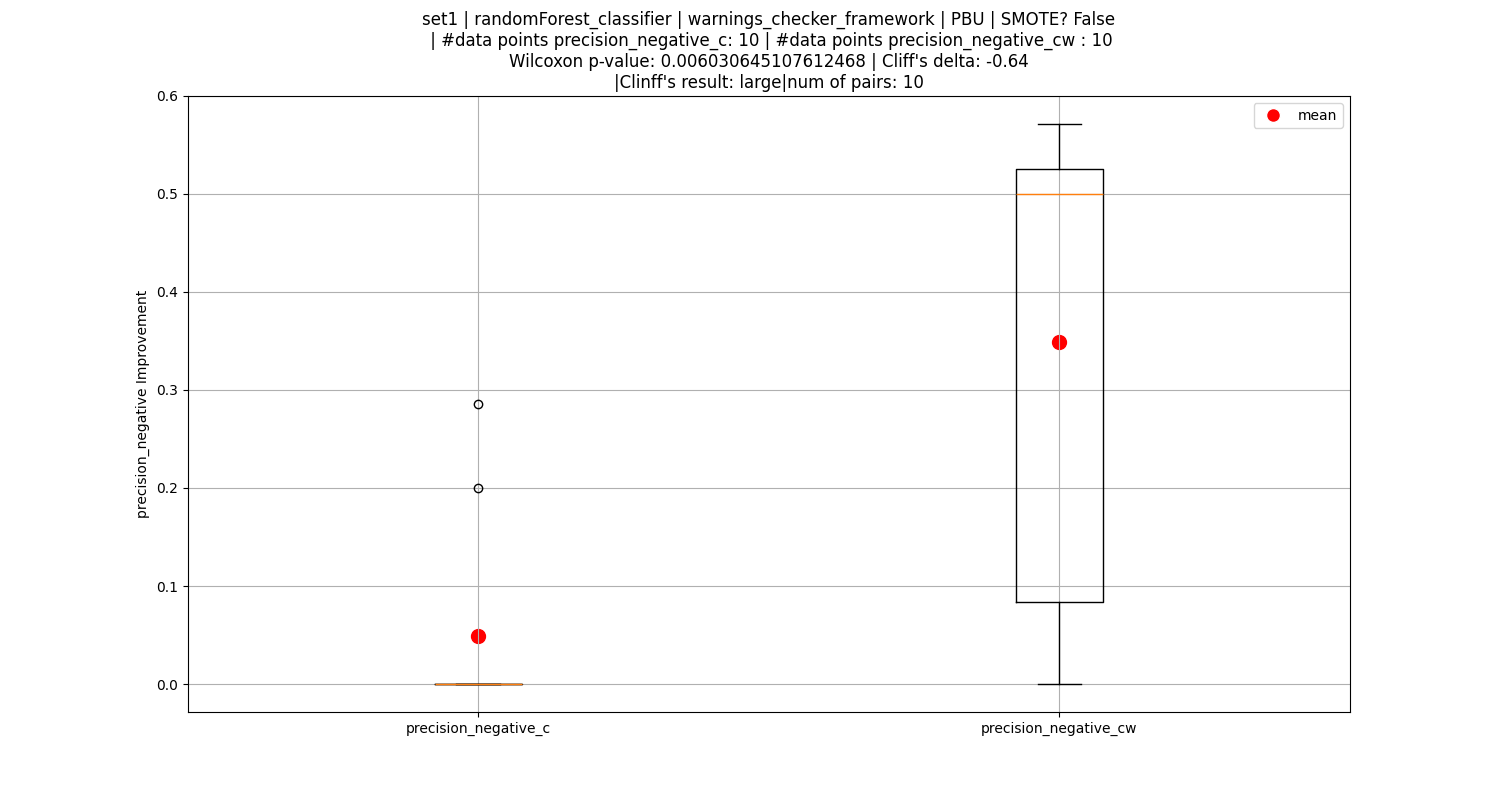 set1 | randomForest_classifier | warnings_checker_framework | PBU | SMOTE? False
| #data points precision_negative_c: 10 | #data points precision_negative_cw : 10
Wilcoxon p-value: 0.006030645107612468 | Cliff's delta: -0.64
|Clinff's result: large|num of pairs: 10
mean
precision_negative Improvement
0.6
0.5
0.4
0.3
0.2
0.1
0.0
precision_negative_c
precision_negative_cw